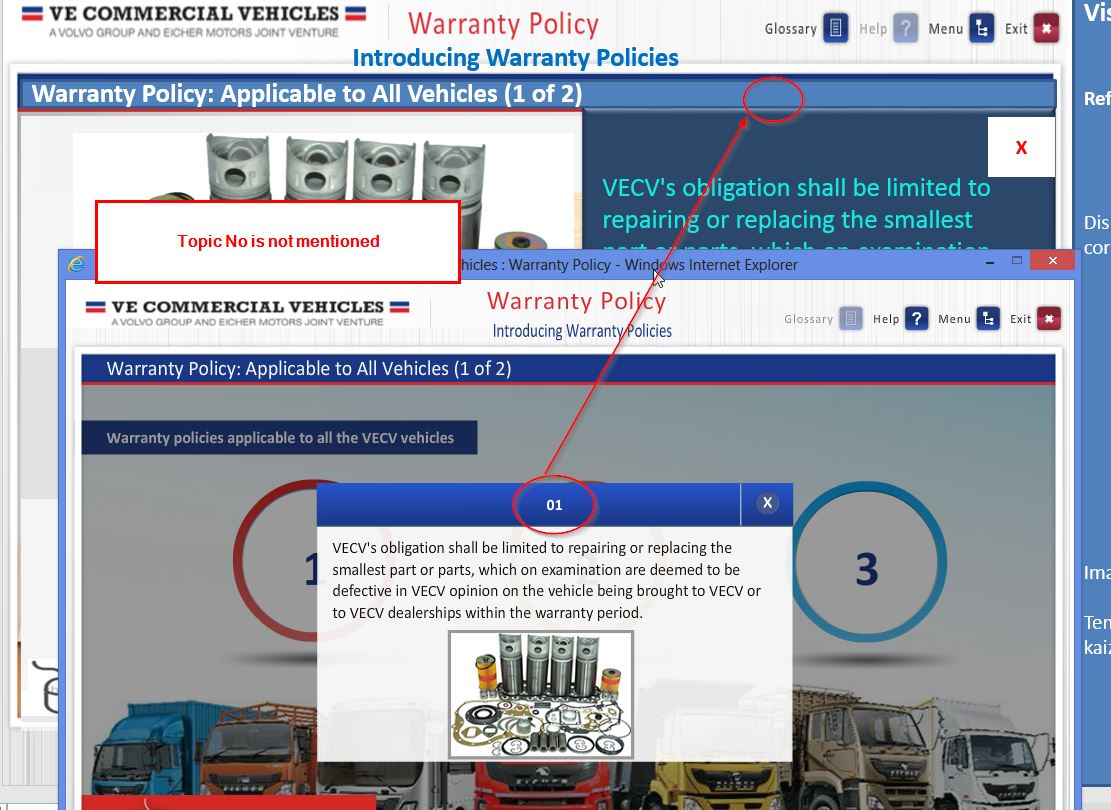 VE COMMERCIAL VEHICLES
A VOLVO GROUP AND EICHER MOTORS JOINT VENTURE
Warranty Policy
Introducing Warranty Policies
Glossary Help ? Menu Exit
Warranty Policy: Applicable to All Vehicles (1 of 2)
X
VECV's obligation shall be limited to
repairing or replacing the smallest
part or parts, which on examination
Topic No is not mentioned
hicles : Warranty Policy - Windows Internet Explorer
VE COMMERCIAL VEHICLES
A VOLVO GROUP AND EICHER MOTORS JOINT VENTURE
Warranty Policy
Introducing Warranty Policies
Glossary Help ? Menu Exit
Warranty Policy: Applicable to All Vehicles (1 of 2)
Warranty policies applicable to all the VECV vehicles
1
2
3
01
X
VECV's obligation shall be limited to repairing or replacing the
smallest part or parts, which on examination are deemed to be
defective in VECV opinion on the vehicle being brought to VECV or
to VECV dealerships within the warranty period.
EICHER
Vis
Ref
Dis
cor
Ima
Tem
kaiz